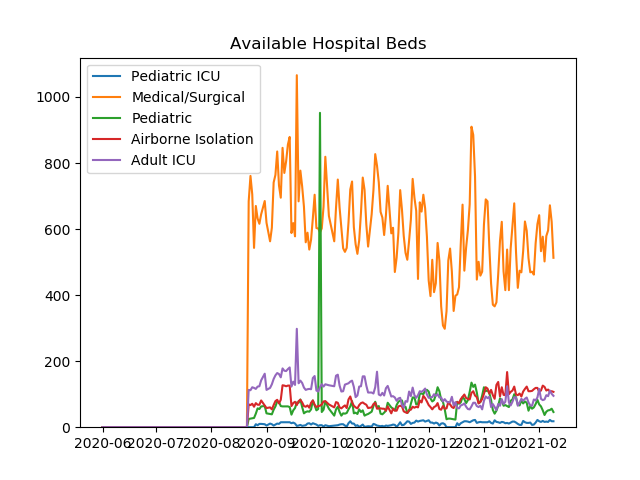 Available Hospital Beds
Pediatric ICU
Medical/Surgical
Pediatric
Airborne Isolation
Adult ICU
1000
800
600
400
200
0
2020-06 2020-07 2020-08 2020-09 2020-10 2020-11 2020-12 2021-01 2021-02